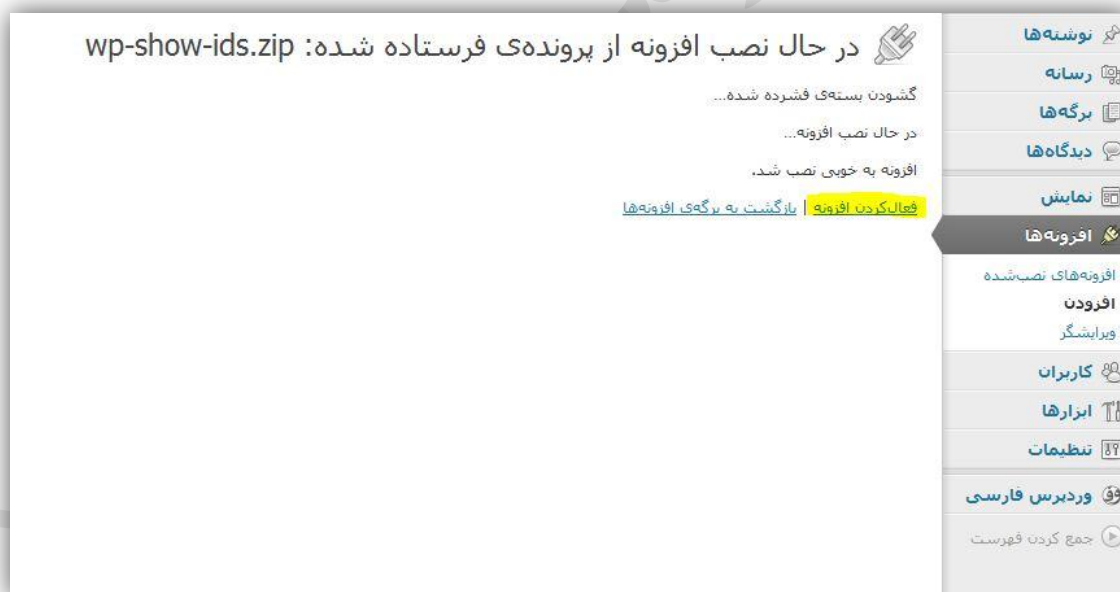 در حال نصب افزونه از پرونده‌ی فرستاده شده: wp-show-ids.zip
گشودن بسته‌ی فشرده شده...
در حال نصب افزونه...
افزونه به خوبی نصب شد.
فعال‌کردن افزونه | بازگشت به برگه‌ی افزونه‌ها
نوشته‌ها
رسانه
برگه‌ها
دیدگاه‌ها
نمایش
افزونه‌ها
افزونه‌های نصب‌شده
افزودن
ویرایشگر
کاربران
ابزارها
تنظیمات
وردپرس فارسی
جمع کردن فهرست